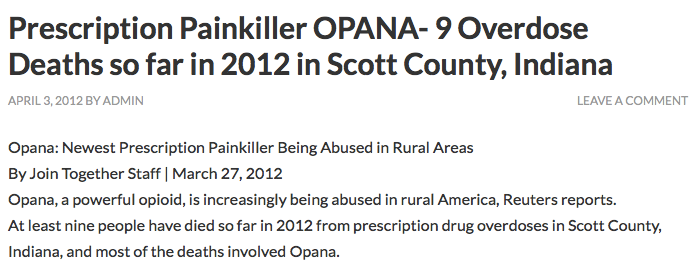 Prescription Painkiller OPANA- 9 Overdose
Deaths so far in 2012 in Scott County, Indiana
APRIL 3, 2012 BY ADMIN LEAVE A COMMENT
Opana: Newest Prescription Painkiller Being Abused in Rural Areas
By Join Together Staff | March 27, 2012
Opana, a powerful opioid, is increasingly being abused in rural America, Reuters reports.
At least nine people have died so far in 2012 from prescription drug overdoses in Scott County,
Indiana, and most of the deaths involved Opana.